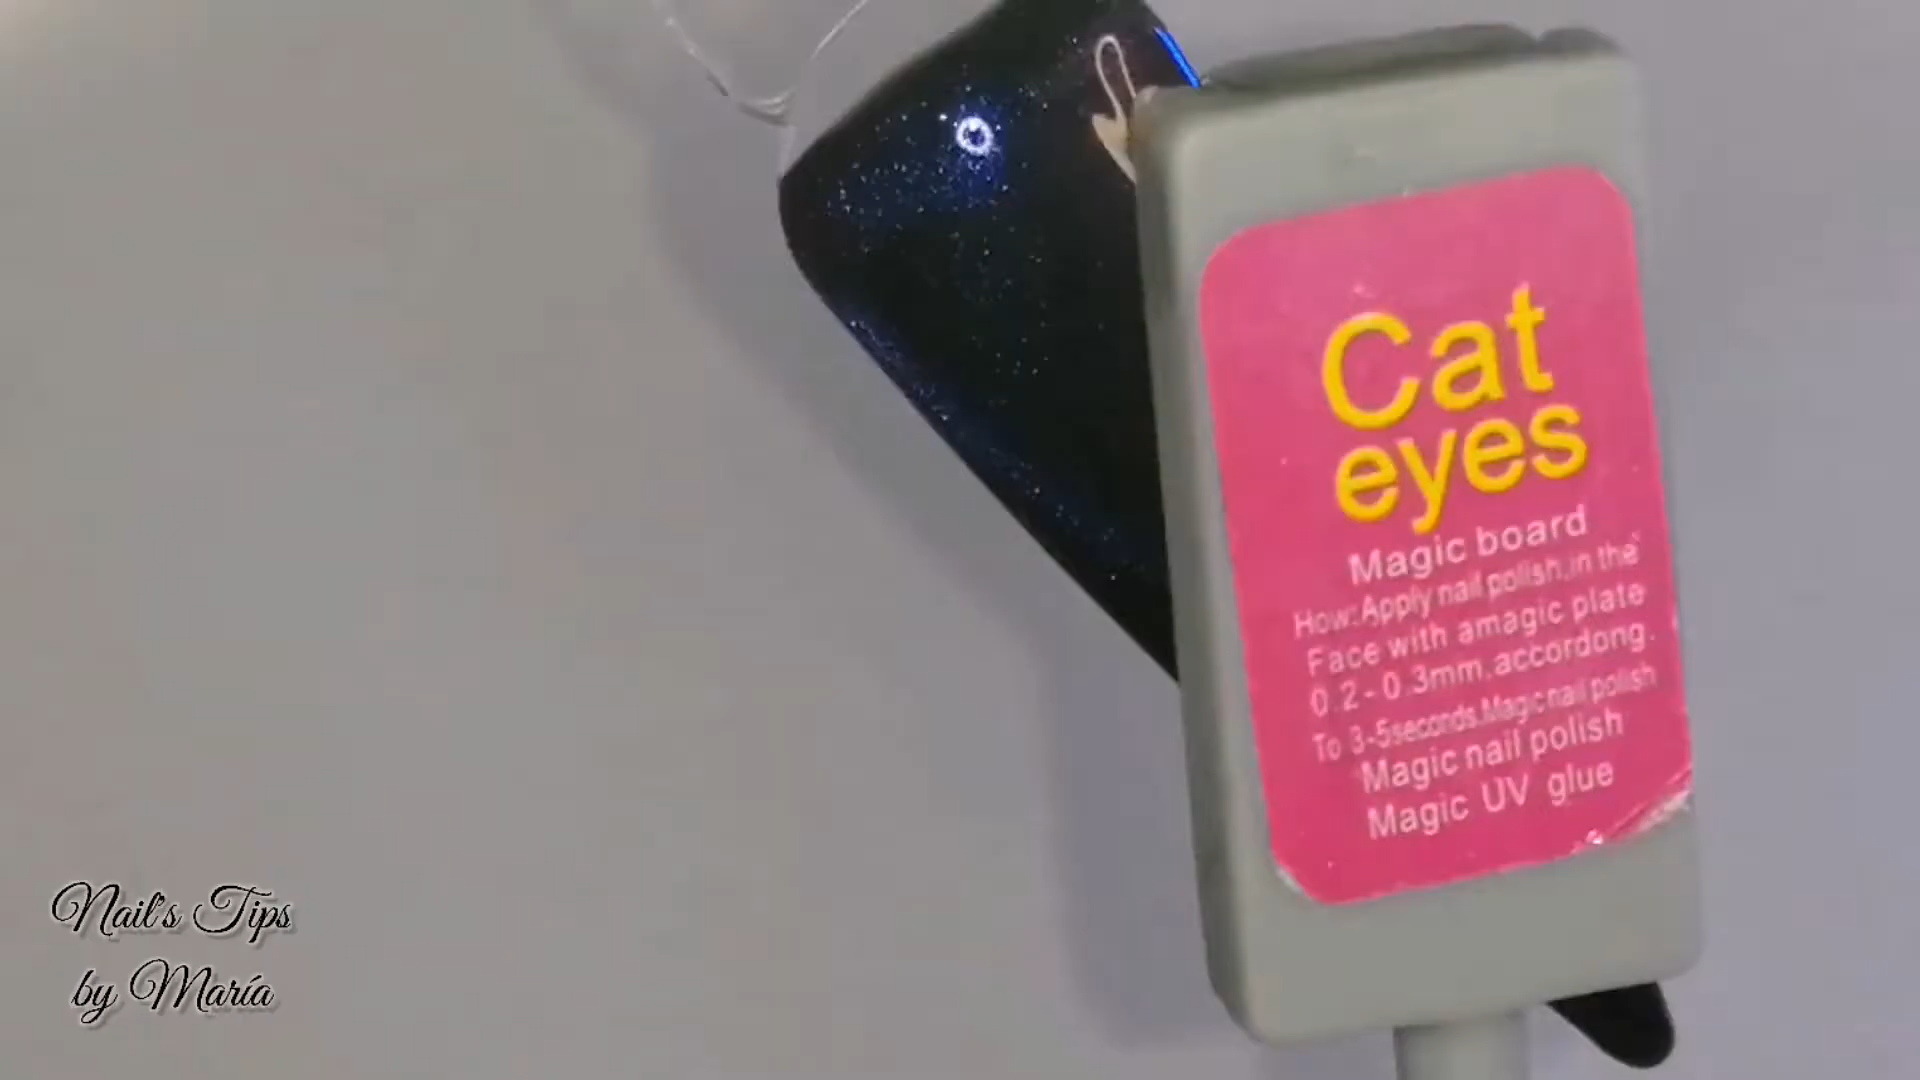 Cat
eyes
Magic board
How:Apply nail polish,in the
Face with amagic plate
0.2-0.3mm.accordong.
To 3-5seconds.Magic nail polish
Magic nail polish
Magic UV glue
Nail's Tips
by María